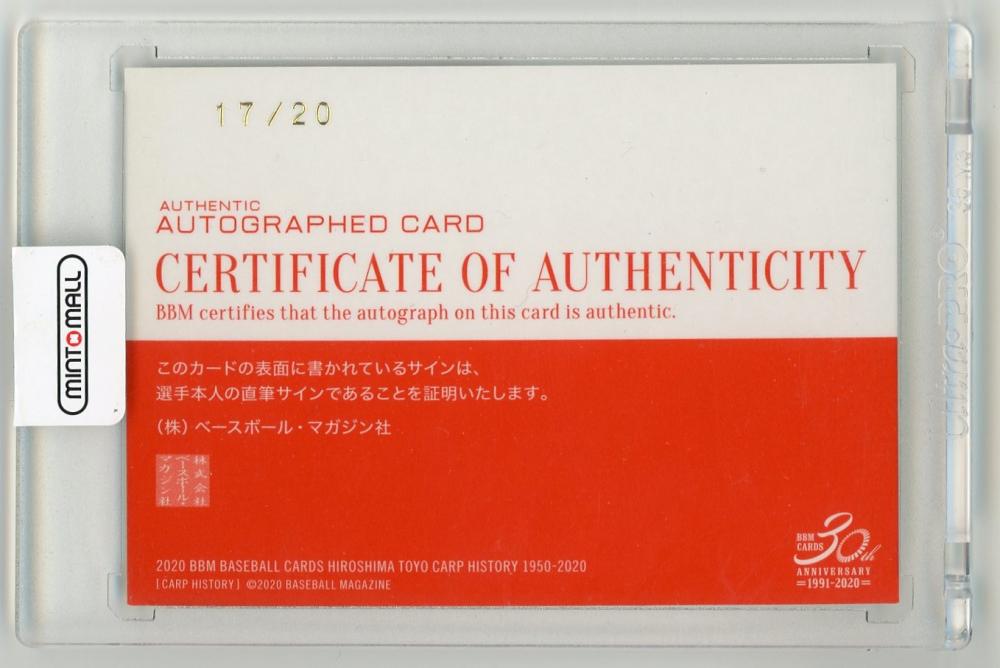 17/20
AUTHENTIC
AUTOGRAPHED CARD
CERTIFICATE OF AUTHENTICITY
BBM certifies that the autograph on this card is authentic.
MINTOMALL
このカードの表面に書かれているサインは、
選手本人の直筆サインであることを証明いたします。
（株）ベースボール・マガジン社
株式会社
ベースボール・
マガジン社
2020 BBM BASEBALL CARDS HIROSHIMA TOYO CARP HISTORY 1950-2020
[CARP HISTORY] ©2020 BASEBALL MAGAZINE
BBM
CARDS
30th
ANNIVERSARY
=1991-2020=